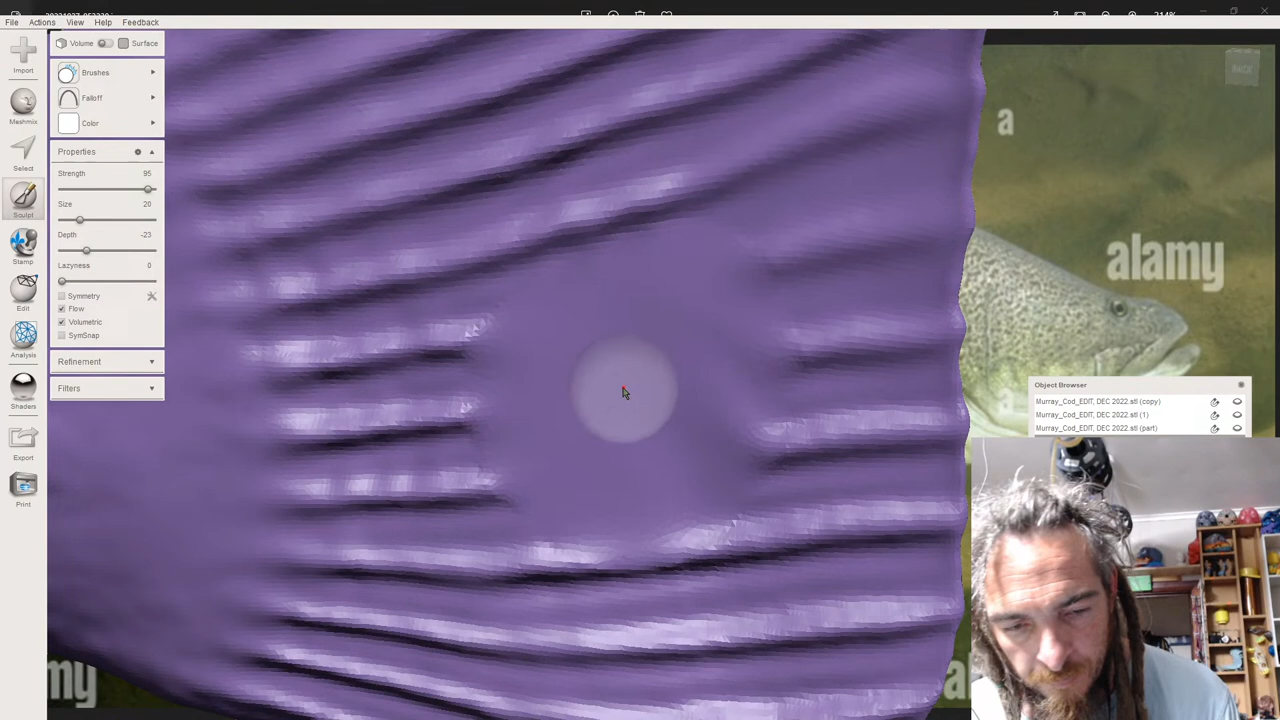 File Actions View Help Feedback
Import
Meshmix
Select
Sculpt
Stamp
Edit
Analysis
Shaders
Export
Print
Volume Surface
Brushes
Falloff
Color
Properties
Strength 95
Size 20
Depth -23
Lazyness 0
Symmetry
Flow
Volumetric
SymSnap
Refinement
Filters
BACK
a
alamy
Object Browser
Murray_Cod_EDIT, DEC 2022.stl (copy)
Murray_Cod_EDIT, DEC 2022.stl (1)
Murray_Cod_EDIT, DEC 2022.stl (part)